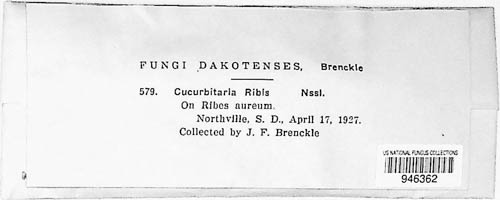 FUNGI DAKOTENSES, Brenckle
579. Cucurbitaria Ribis Nssl.
On Ribes aureum.
Northville, S. D., April 17, 1927.
Collected by J. F. Brenckle
US NATIONAL FUNGUS COLLECTIONS
946362